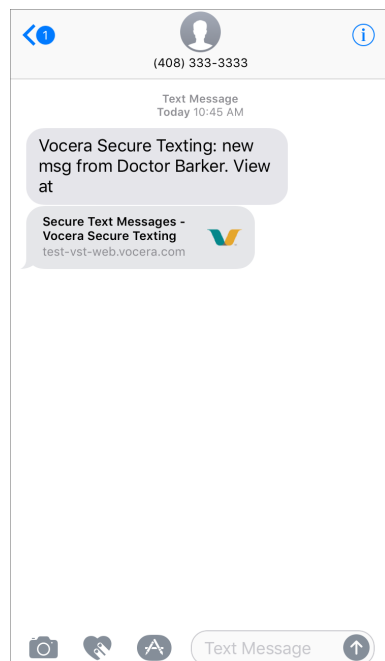 1
(408) 333-3333
Text Message
Today 10:45 AM
Vocera Secure Texting: new
msg from Doctor Barker. View
at
Secure Text Messages -
Vocera Secure Texting
test-vst-web.vocera.com
Text Message